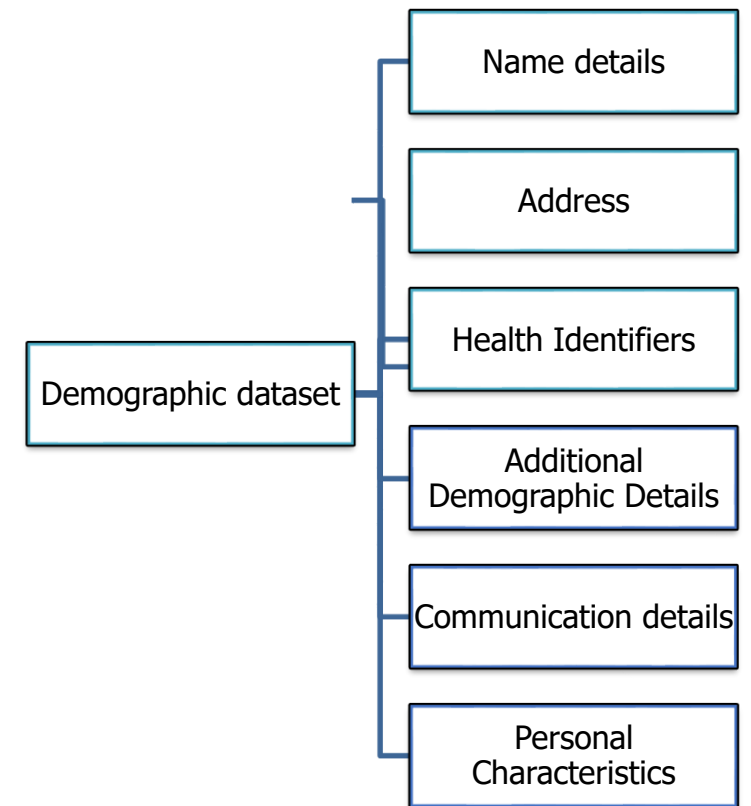 Name details
Address
Health Identifiers
Demographic dataset
Additional
Demographic Details
Communication details
Personal
Characteristics